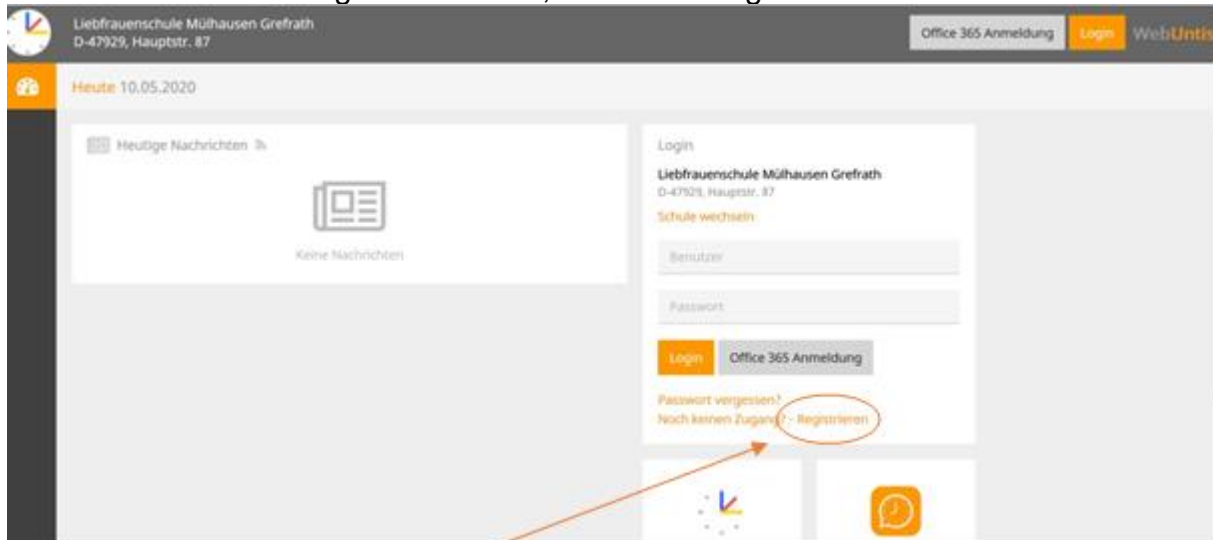 Liebfrauenschule Mülhausen Grefrath
D-47929, Hauptstr. 87
Office 365 Anmeldung
Login
WebUntis
Heute 10.05.2020
Heutige Nachrichten
Keine Nachrichten
Login
Liebfrauenschule Mülhausen Grefrath
D-47929, Hauptstr. 87
Schule wechseln
Benutzer
Passwort
Login
Office 365 Anmeldung
Passwort vergessen?
Noch keinen Zugang? - Registrieren